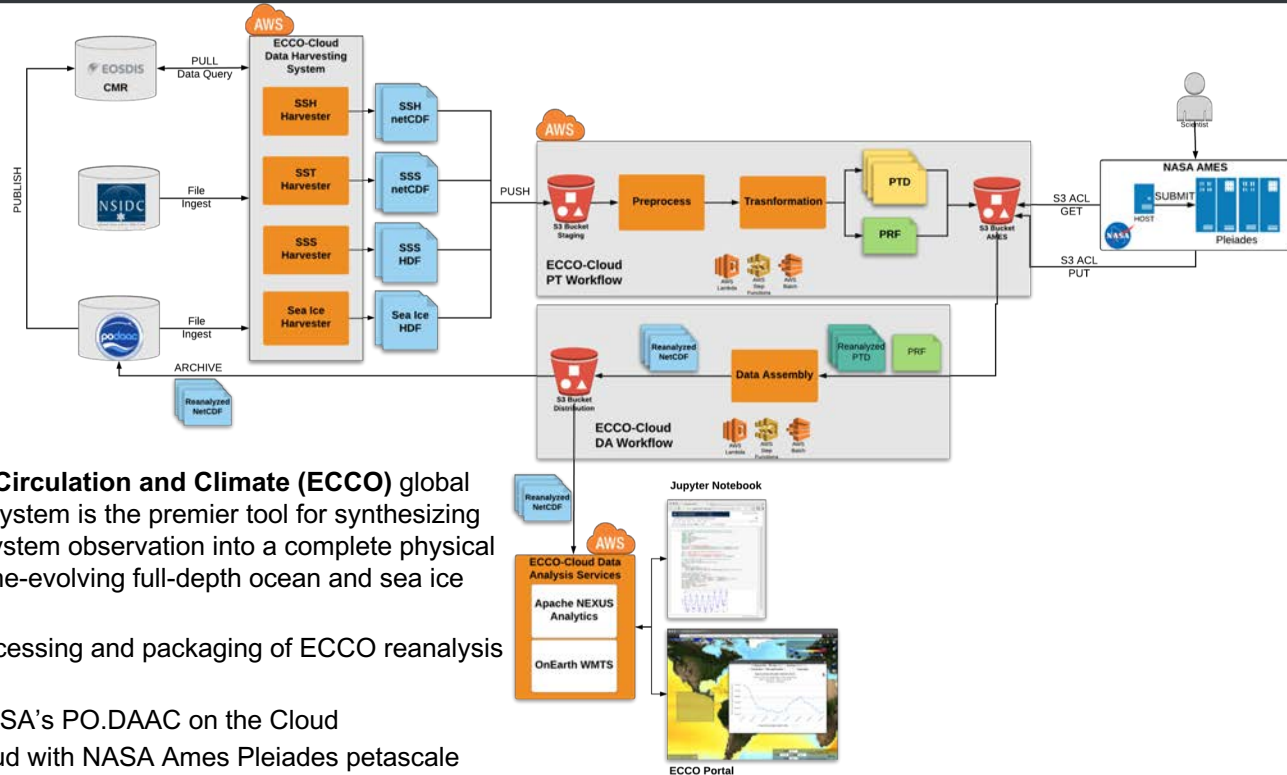 AWS
ECCO-Cloud
Data Harvesting
System
EOSDIS
CMR
PULL
Data Query
SSH
Harvester
SSH
netCDF
PUBLISH
NSIDC
File
Ingest
SST
Harvester
SSS
netCDF
PUSH
SSS
Harvester
SSS
HDF
podaac
File
Ingest
Sea Ice
Harvester
Sea Ice
HDF
ARCHIVE
Reanalyzed
NetCDF
AWS
S3 Bucket
Staging
Preprocess
Trasnformation
PTD
PRF
S3 Bucket
AMES
ECCO-Cloud
PT Workflow
AWS
Lambda
AWS
Step
Functions
AWS
Batch
S3 ACL
GET
S3 ACL
PUT
Scientist
NASA AMES
HOST
SUBMIT
NASA
Pleiades
Reanalyzed
NetCDF
Data Assembly
Reanalyzed
PTD
PRF
S3 Bucket
Distribution
ECCO-Cloud
DA Workflow
AWS
Lambda
AWS
Step
Functions
AWS
Batch
Circulation and Climate (ECCO) global
ystem is the premier tool for synthesizing
ystem observation into a complete physical
ne-evolving full-depth ocean and sea ice
cessing and packaging of ECCO reanalysis
SA's PO.DAAC on the Cloud
ud with NASA Ames Pleiades petascale
Reanalyzed
NetCDF
AWS
ECCO-Cloud Data
Analysis Services
Apache NEXUS
Analytics
OnEarth WMTS
Jupyter Notebook
ECCO Portal